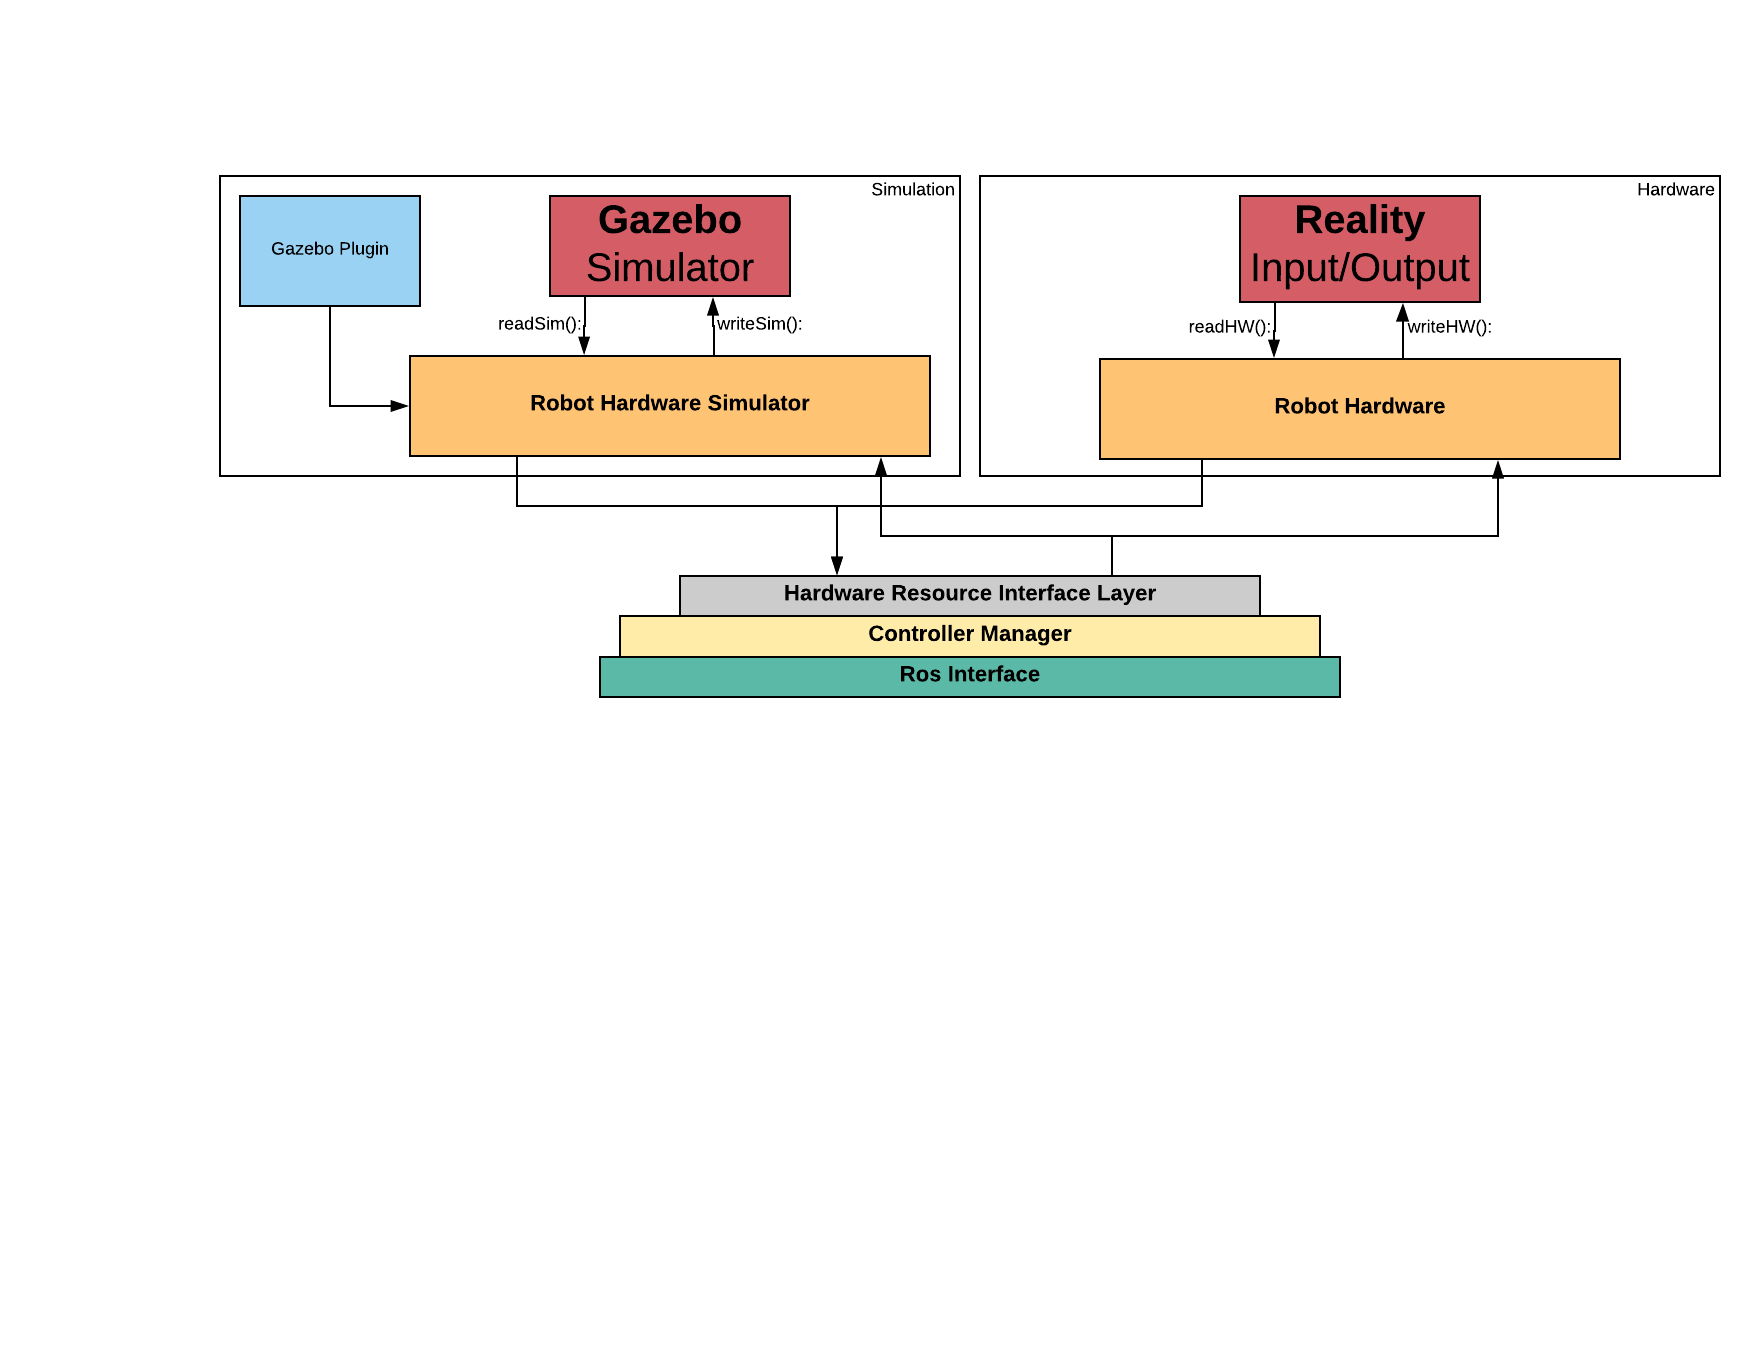 Simulation
Gazebo Plugin
Gazebo
Simulator
readSim():
writeSim():
Robot Hardware Simulator
Hardware
Reality
Input/Output
readHW():
writeHW():
Robot Hardware
Hardware Resource Interface Layer
Controller Manager
Ros Interface